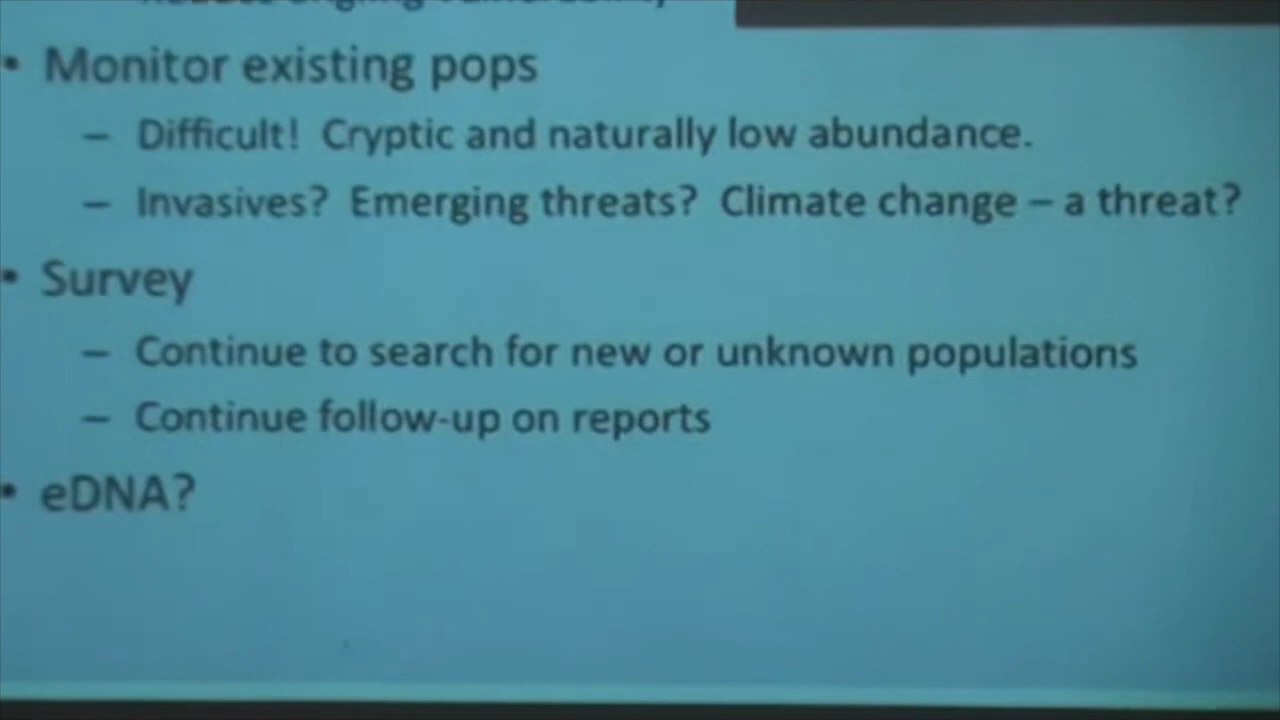 • Monitor existing pops
– Difficult! Cryptic and naturally low abundance.
– Invasives? Emerging threats? Climate change – a threat?
• Survey
– Continue to search for new or unknown populations
– Continue follow-up on reports
• eDNA?